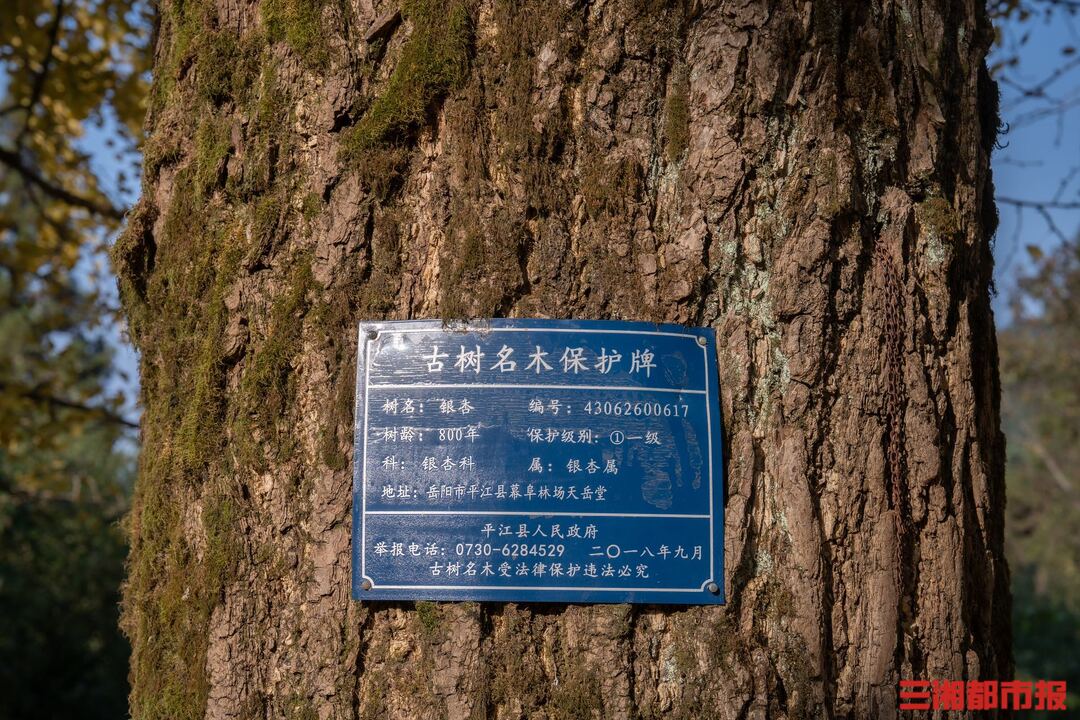 古树名木保护牌
树名：银杏 编号：43062600617
树龄：800年 保护级别：①一级
科：银杏科 属：银杏属
地址：岳阳市平江县幕阜林场天岳堂
平江县人民政府
举报电话：0730-6284529 二〇一八年九月
古树名木受法律保护违法必究
三湘都市报